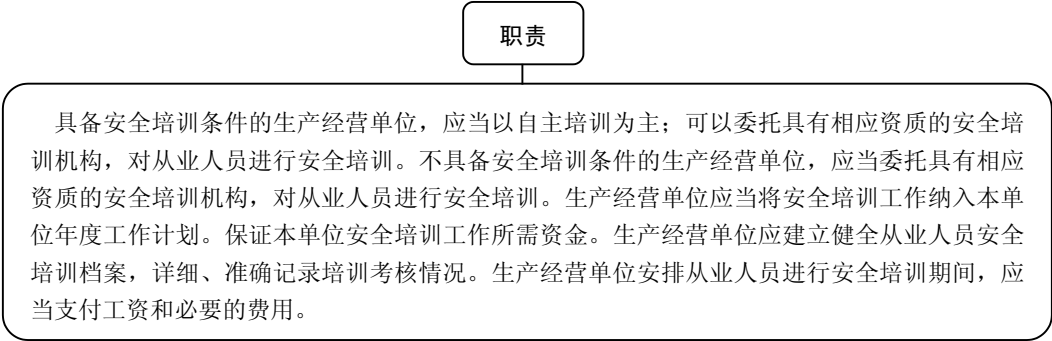 职责
具备安全培训条件的生产经营单位，应当以自主培训为主；可以委托具有相应资质的安全培
训机构，对从业人员进行安全培训。不具备安全培训条件的生产经营单位，应当委托具有相应
资质的安全培训机构，对从业人员进行安全培训。生产经营单位应当将安全培训工作纳入本单
位年度工作计划。保证本单位安全培训工作所需资金。生产经营单位应建立健全从业人员安全
培训档案，详细、准确记录培训考核情况。生产经营单位安排从业人员进行安全培训期间，应
当支付工资和必要的费用。